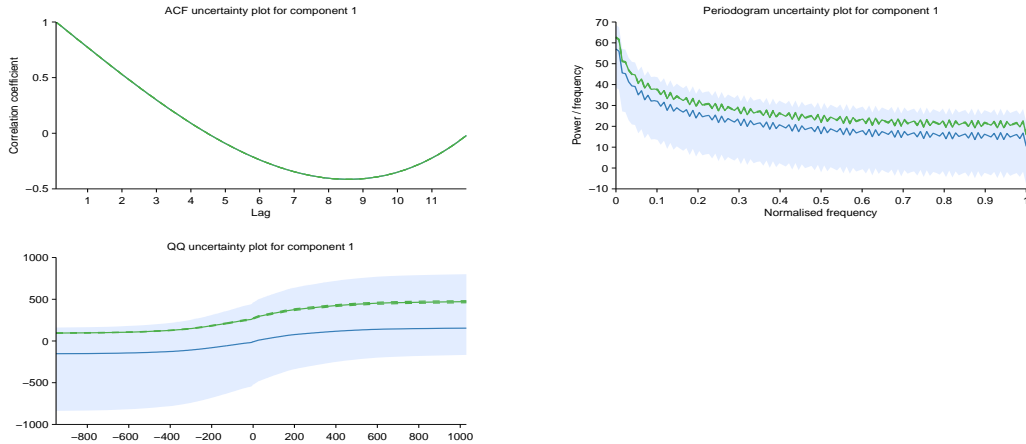 ACF uncertainty plot for component 1
1
0.5
0
−0.5
Correlation coefficient
1 2 3 4 5 6 7 8 9 10 11
Lag
Periodogram uncertainty plot for component 1
70
60
50
40
30
20
10
0
−10
Power / frequency
0 0.1 0.2 0.3 0.4 0.5 0.6 0.7 0.8 0.9 1
Normalised frequency
QQ uncertainty plot for component 1
1000
500
0
−500
−1000
−800 −600 −400 −200 0 200 400 600 800 1000